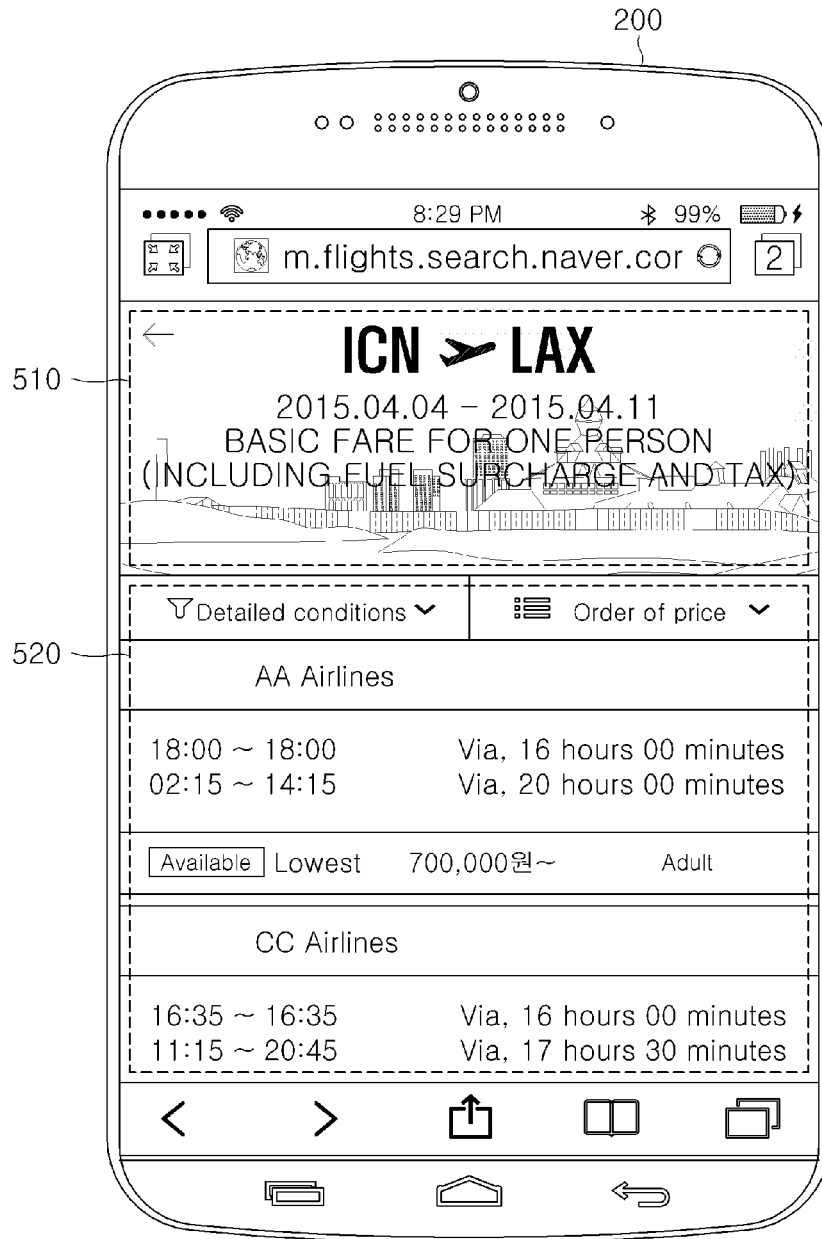 200
8:29 PM 99%
m.flights.search.naver.cor
2
510
ICN LAX
2015.04.04 – 2015.04.11
BASIC FARE FOR ONE PERSON
(INCLUDING FUEL SURCHARGE AND TAX)
520
Detailed conditions Order of price
AA Airlines
18:00 ~ 18:00 Via, 16 hours 00 minutes
02:15 ~ 14:15 Via, 20 hours 00 minutes
Available Lowest 700,000원~ Adult
CC Airlines
16:35 ~ 16:35 Via, 16 hours 00 minutes
11:15 ~ 20:45 Via, 17 hours 30 minutes